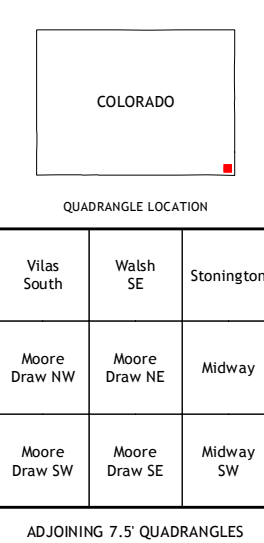 COLORADO
QUADRANGLE LOCATION
Vilas
South
Walsh
SE
Stonington
Moore
Draw NW
Moore
Draw NE
Midway
Moore
Draw SW
Moore
Draw SE
Midway
SW
ADJOINING 7.5' QUADRANGLES